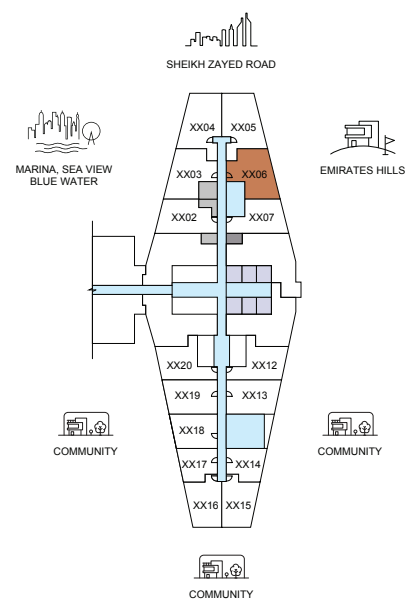 SHEIKH ZAYED ROAD
XX04 XX05
MARINA, SEA VIEW
BLUE WATER
EMIRATES HILLS
XX03 XX06
XX02 XX07
XX20 XX12
XX19 XX13
XX18
COMMUNITY
COMMUNITY
XX17 XX14
XX16 XX15
COMMUNITY